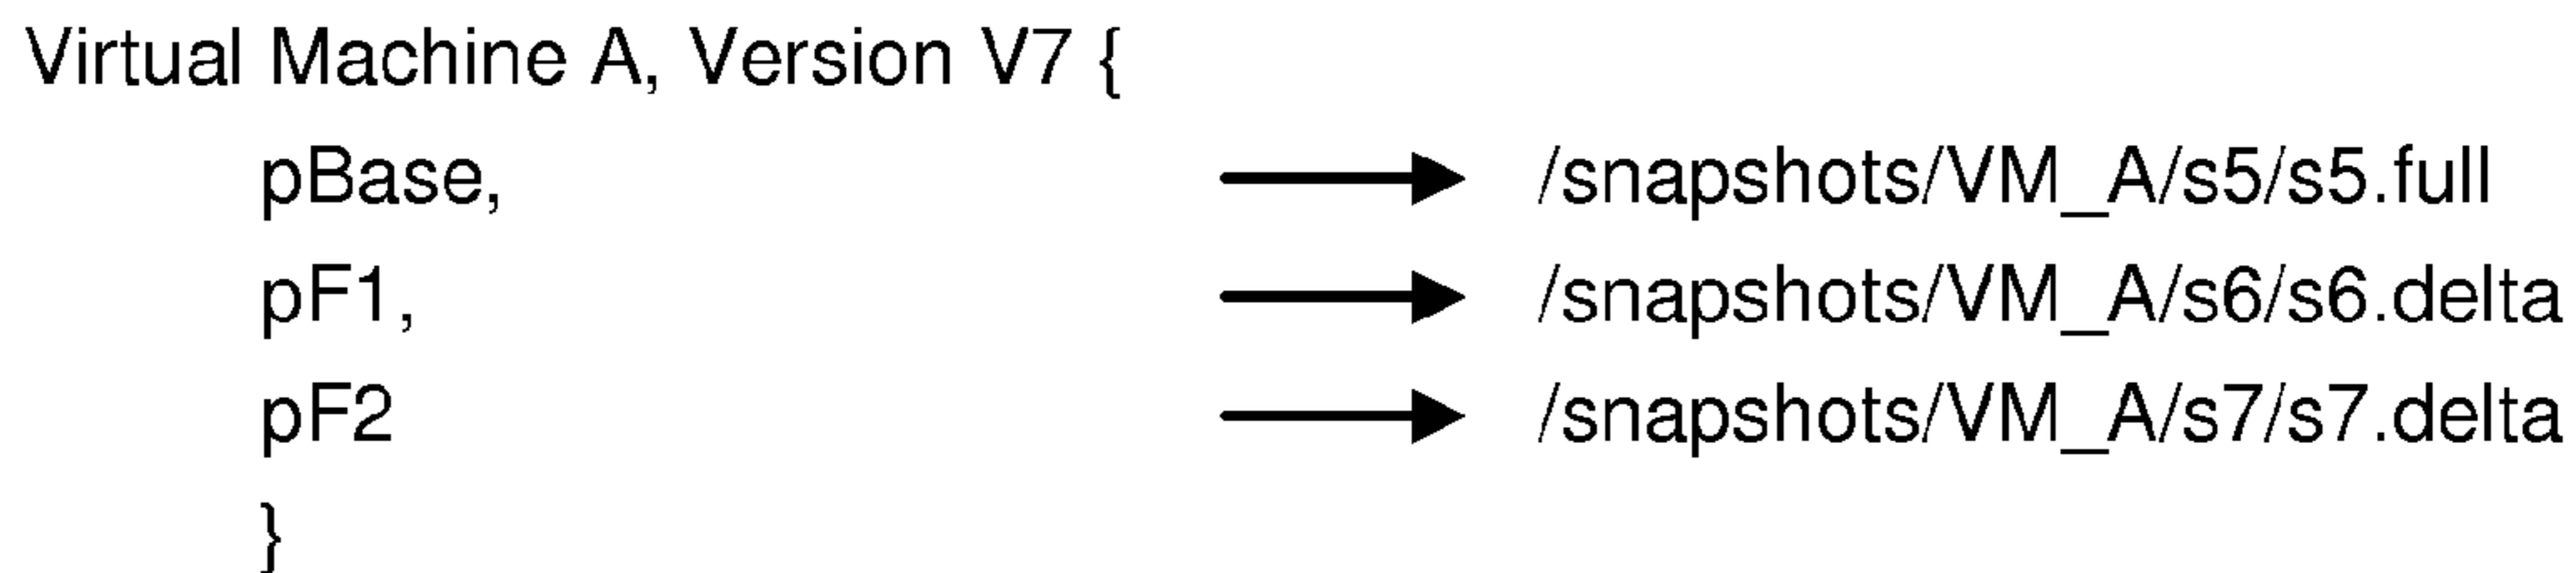 Virtual Machine A, Version V7 {
pBase, /snapshots/VM_A/s5/s5.full
pF1, /snapshots/VM_A/s6/s6.delta
pF2 /snapshots/VM_A/s7/s7.delta
}